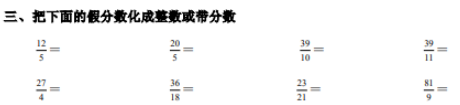 三、把下面的假分数化成整数或带分数
12/5= 20/5= 39/10= 39/11=
27/4= 36/18= 23/21= 81/9=